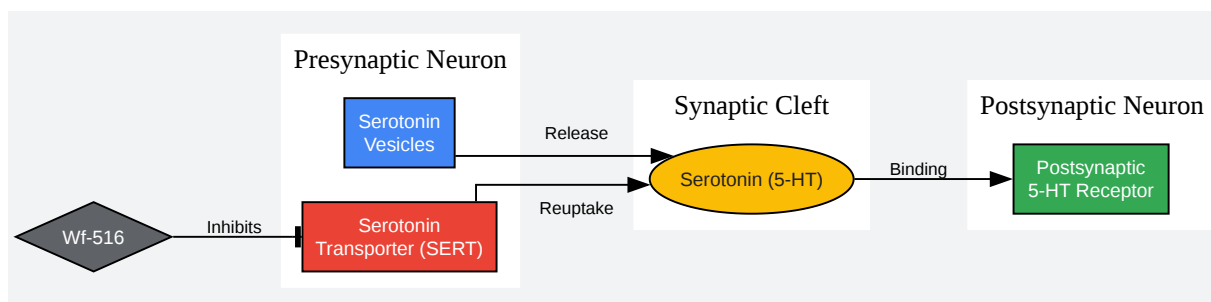 Presynaptic Neuron
Serotonin
Vesicles
Release
Synaptic Cleft
Serotonin (5-HT)
Binding
Postsynaptic Neuron
Postsynaptic
5-HT Receptor
Reuptake
Wf-516
Inhibits
Serotonin
Transporter (SERT)